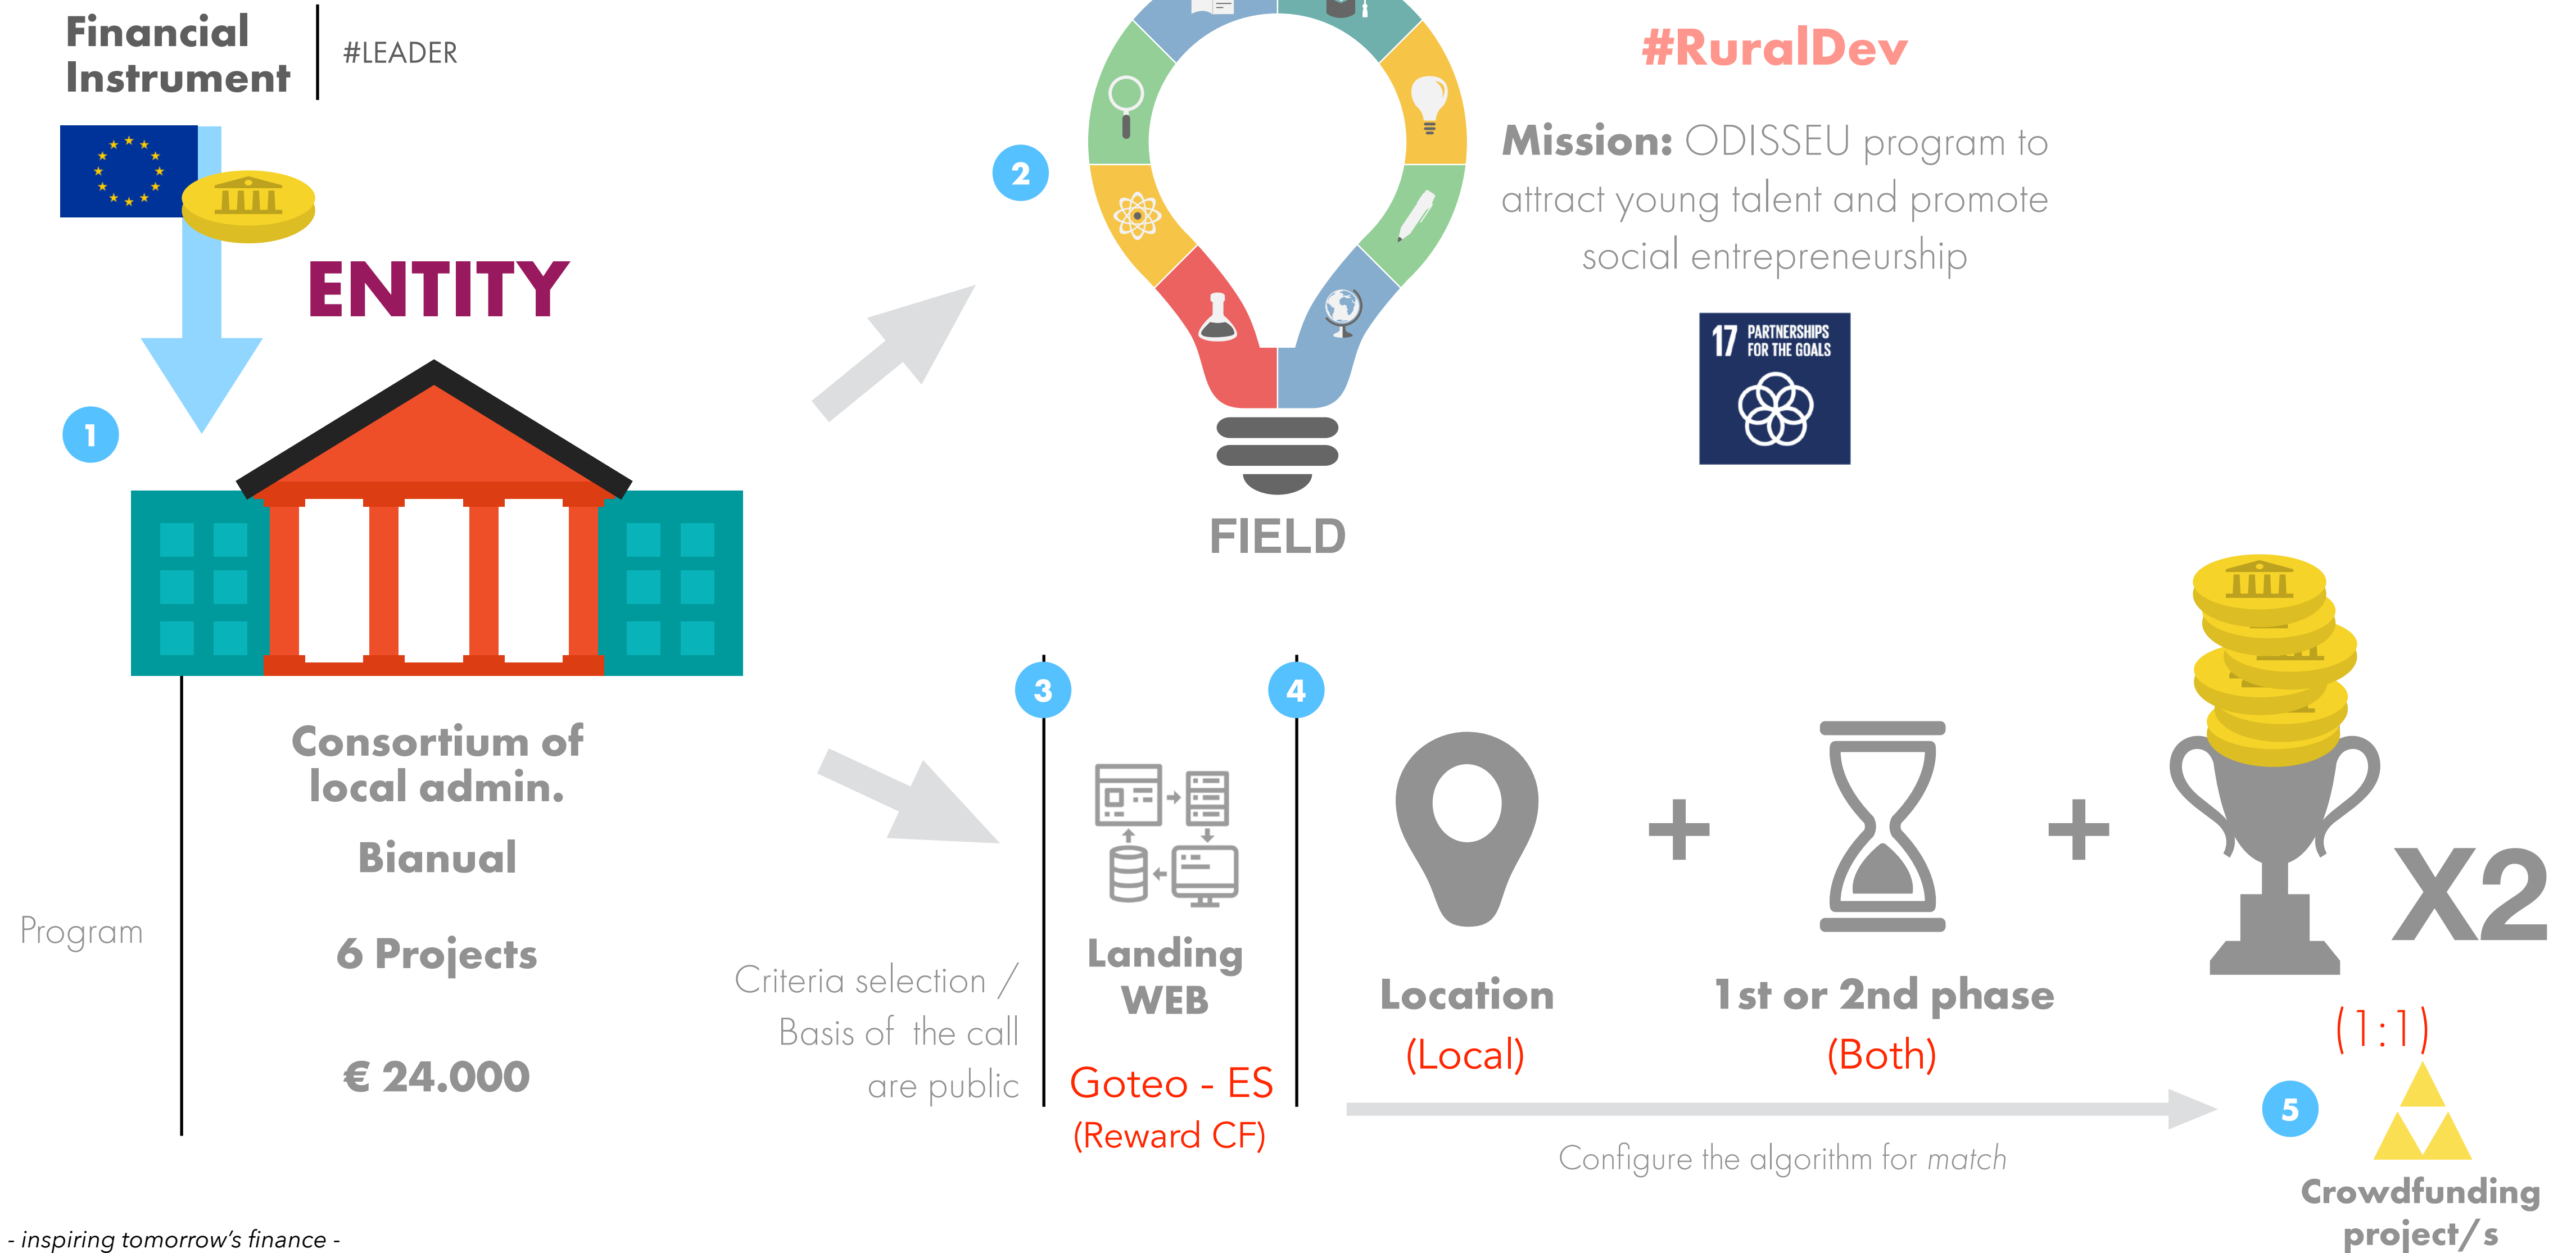 Financial
Instrument
#LEADER
ENTITY
1
Consortium of
local admin.
Bianual
6 Projects
€ 24.000
Program
2
FIELD
#RuralDev
Mission: ODISSEU program to
attract young talent and promote
social entrepreneurship
17 PARTNERSHIPS
FOR THE GOALS
3
Criteria selection /
Basis of the call
are public
Landing
WEB
Goteo - ES
(Reward CF)
4
Location
(Local)
+
1st or 2nd phase
(Both)
+
X2
(1:1)
Configure the algorithm for match
5
Crowdfunding
project/s
- inspiring tomorrow's finance -